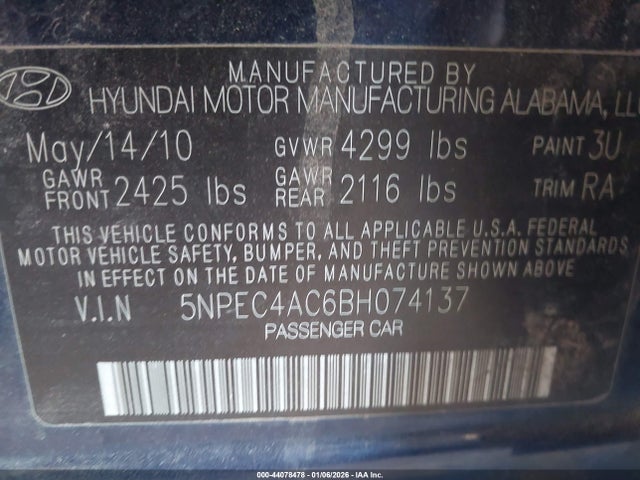 MANUFACTURED BY
HYUNDAI MOTOR MANUFACTURING ALABAMA, LL
May/14/10 GVWR 4299 lbs PAINT 3U
GAWR FRONT 2425 lbs GAWR REAR 2116 lbs TRIM RA
THIS VEHICLE CONFORMS TO ALL APPLICABLE U.S.A. FEDERAL
MOTOR VEHICLE SAFETY, BUMPER, AND THEFT PREVENTION STANDARDS
IN EFFECT ON THE DATE OF MANUFACTURE SHOWN ABOVE
V.I.N 5NPEC4AC6BH074137
PASSENGER CAR
000-44078478 - 01/06/2026 - IAA Inc.